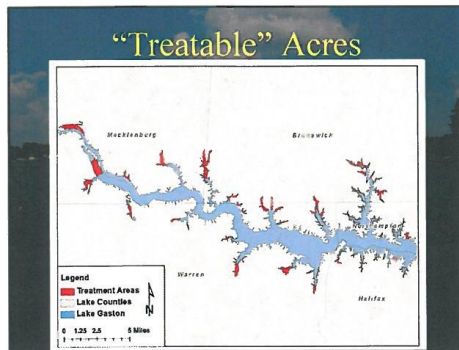 “Treatable” Acres
Mecklenburg
Brunswick
Northampton
Warren
Halifax
Legend
Treatment Areas
Lake Counties
Lake Gaston
N
0 1.25 2.5 5 Miles